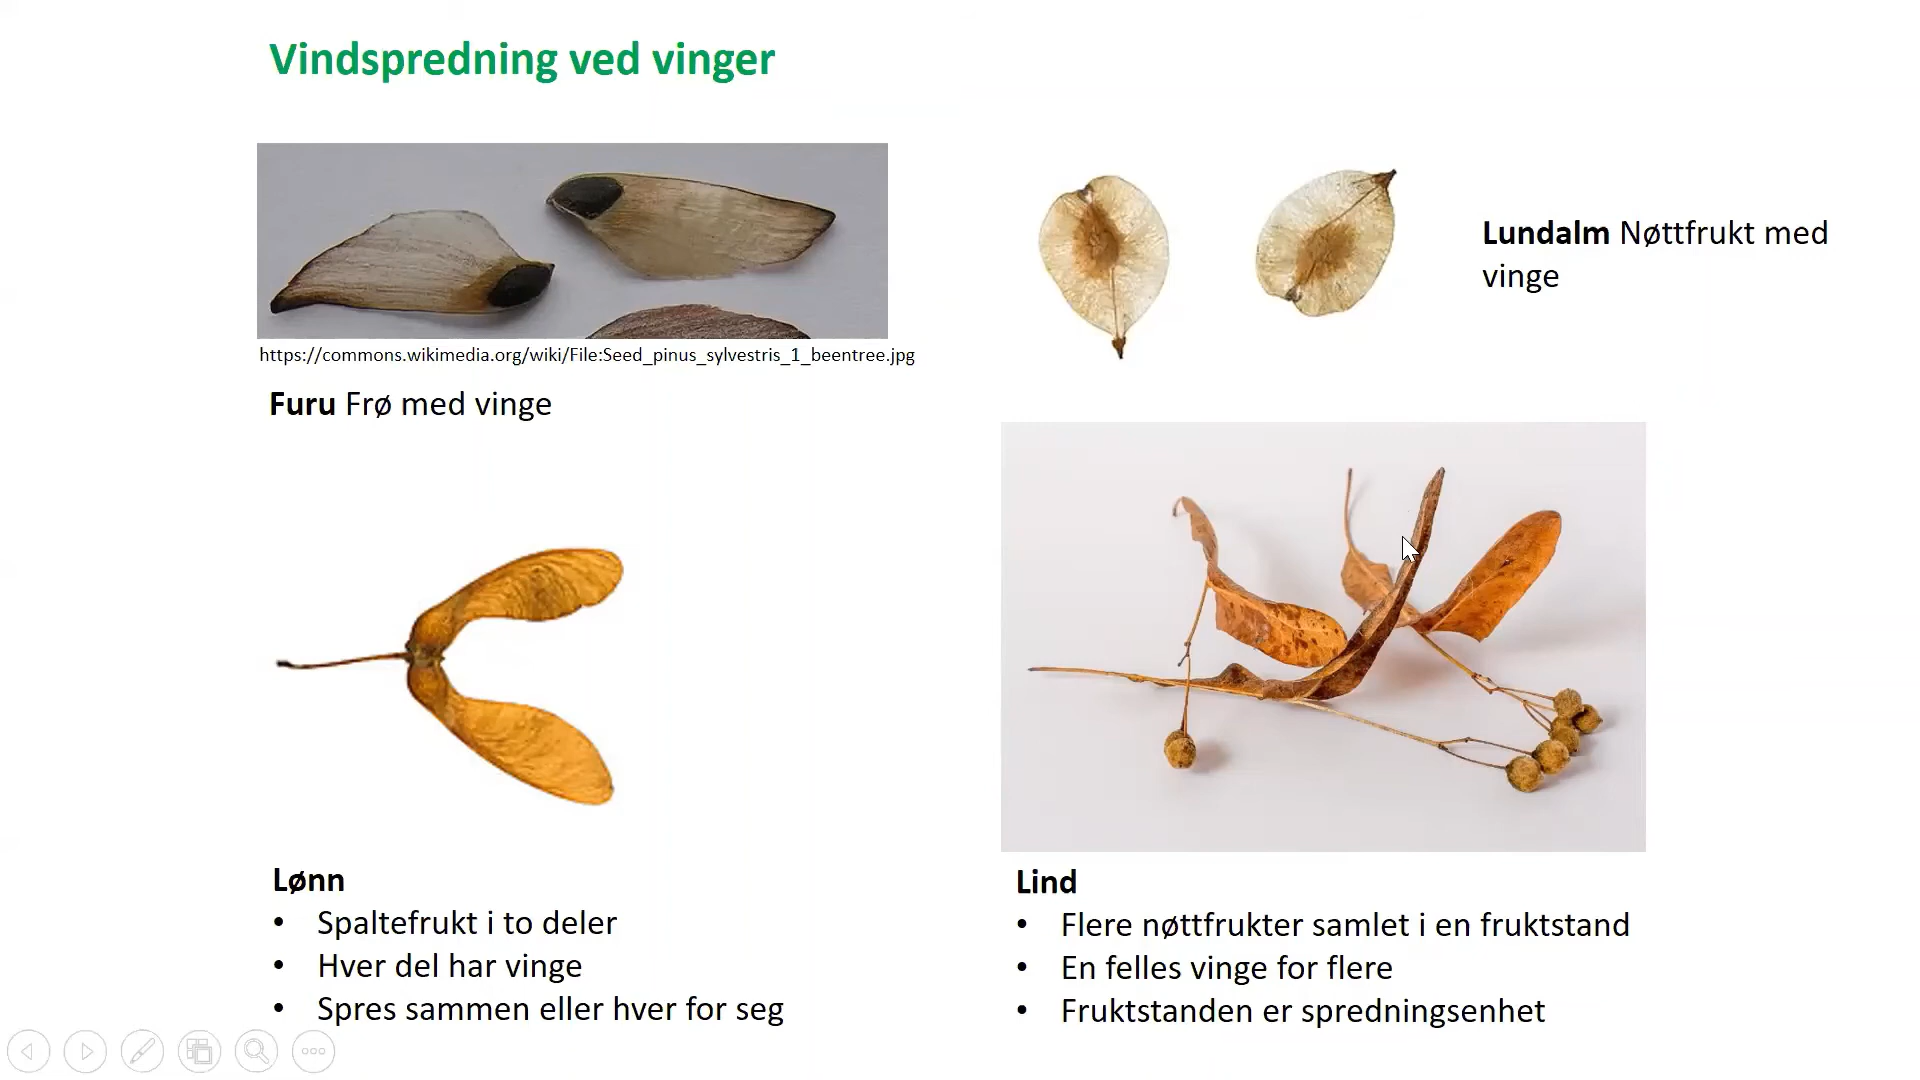 Vindspredning ved vinger
https://commons.wikimedia.org/wiki/File:Seed_pinus_sylvestris_1_beentree.jpg
Furu Frø med vinge
Lundalm Nøttfrukt med
vinge
Lønn
• Spaltefrukt i to deler
• Hver del har vinge
• Spres sammen eller hver for seg
Lind
• Flere nøttfrukter samlet i en fruktstand
• En felles vinge for flere
• Fruktstanden er spredningsenhet